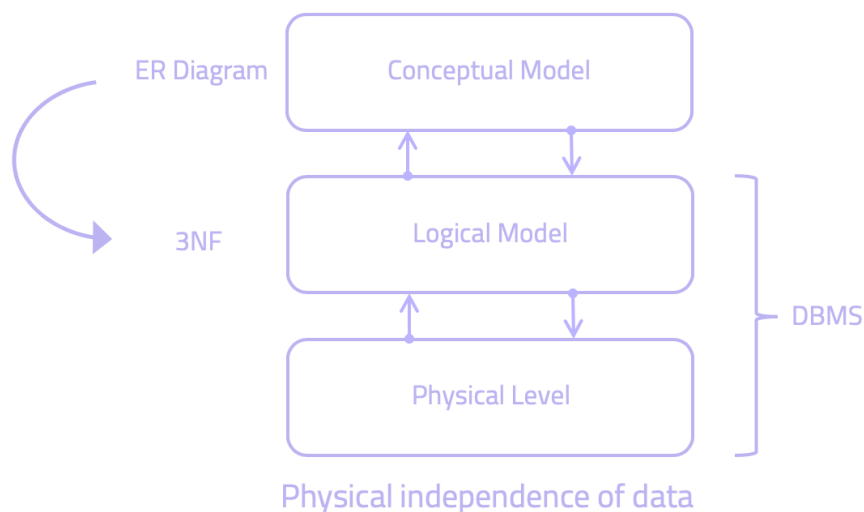 ER Diagram
Conceptual Model
3NF
Logical Model
DBMS
Physical Level
Physical independence of data